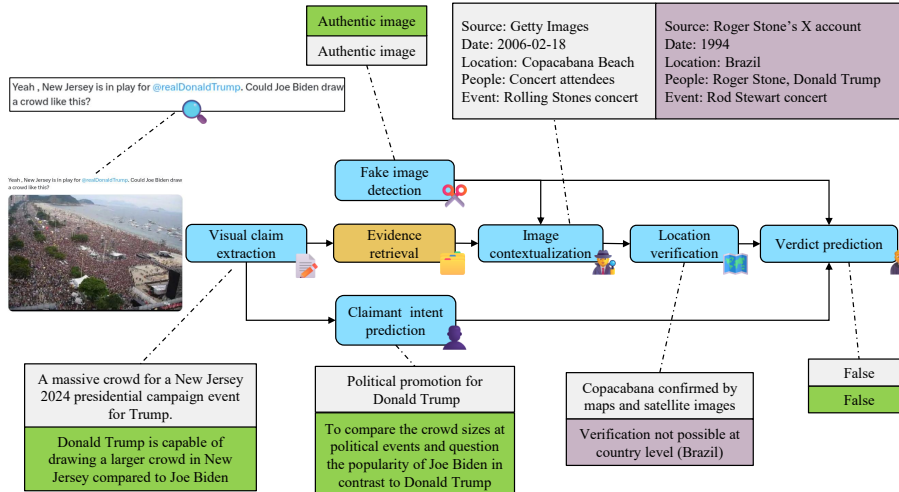 Authentic image
Authentic image
Source: Getty Images
Date: 2006-02-18
Location: Copacabana Beach
People: Concert attendees
Event: Rolling Stones concert
Source: Roger Stone's X account
Date: 1994
Location: Brazil
People: Roger Stone, Donald Trump
Event: Rod Stewart concert
Yeah , New Jersey is in play for @realDonaldTrump. Could Joe Biden draw
a crowd like this?
Yeah , New Jersey is in play for @realDonaldTrump. Could Joe Biden draw
a crowd like this?
Fake image
detection
Visual claim
extraction
Evidence
retrieval
Image
contextualization
Location
verification
Verdict prediction
Claimant intent
prediction
A massive crowd for a New Jersey
2024 presidential campaign event
for Trump.
Donald Trump is capable of
drawing a larger crowd in New
Jersey compared to Joe Biden
Political promotion for
Donald Trump
To compare the crowd sizes at
political events and question
the popularity of Joe Biden in
contrast to Donald Trump
Copacabana confirmed by
maps and satellite images
Verification not possible at
country level (Brazil)
False
False